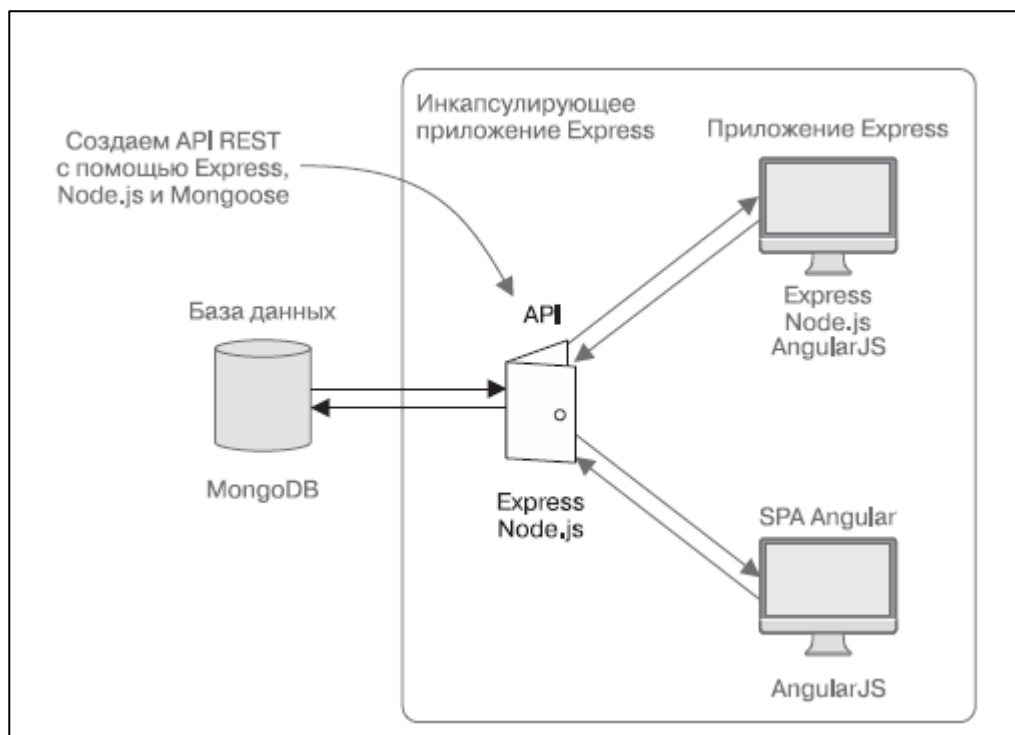 Создаем API REST
с помощью Express,
Node.js и Mongoose
Инкапсулирующее
приложение Express
Приложение Express
База данных
API
Express
Node.js
AngularJS
MongoDB
Express
Node.js
SPA Angular
AngularJS